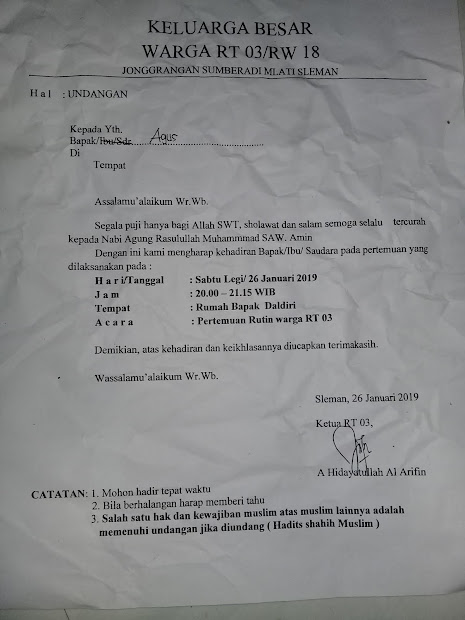 KELUARGA BESAR
WARGA RT 03/RW 18
JONGGRANGAN SUMBERADI MLATI SLEMAN
Hal : UNDANGAN
Kepada Yth.
Bapak/Ibu/Sdr. Agus
Di
Tempat
Assalamu'alaikum Wr.Wb.
Segala puji hanya bagi Allah SWT, sholawat dan salam semoga selalu tercurah
kepada Nabi Agung Rasulullah Muhammmad SAW. Amin
Dengan ini kami mengharap kehadiran Bapak/Ibu/ Saudara pada pertemuan yang
dilaksanakan pada :
Hari/Tanggal : Sabtu Legi/ 26 Januari 2019
Jam : 20.00 – 21.15 WIB
Tempat : Rumah Bapak Daldiri
Acara : Pertemuan Rutin warga RT 03
Demikian, atas kehadiran dan keikhlasannya diucapkan terimakasih.
Wassalamu'alaikum Wr.Wb.
Sleman, 26 Januari 2019
Ketua RT 03,
A Hidayatullah Al Arifin
CATATAN: 1. Mohon hadir tepat waktu
2. Bila berhalangan harap memberi tahu
3. Salah satu hak dan kewajiban muslim atas muslim lainnya adalah
memenuhi undangan jika diundang ( Hadits shahih Muslim )